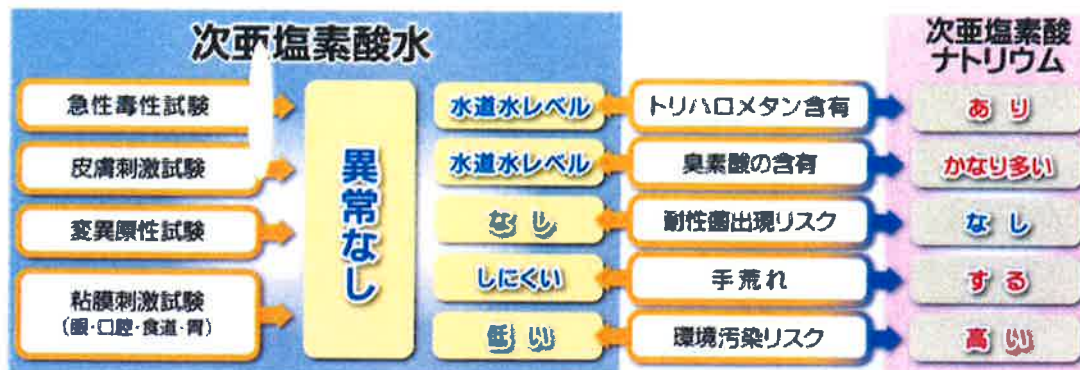 次亜塩素酸水
急性毒性試験
皮膚刺激試験
変異原性試験
粘膜刺激試験
(眼・口腔・食道・胃)
異常なし
次亜塩素酸
ナトリウム
水道水レベル トリハロメタン含有 あり
水道水レベル 臭素酸の含有 かなり多い
なし 耐性菌出現リスク なし
しにくい 手荒れ する
低い 環境汚染リスク 高い